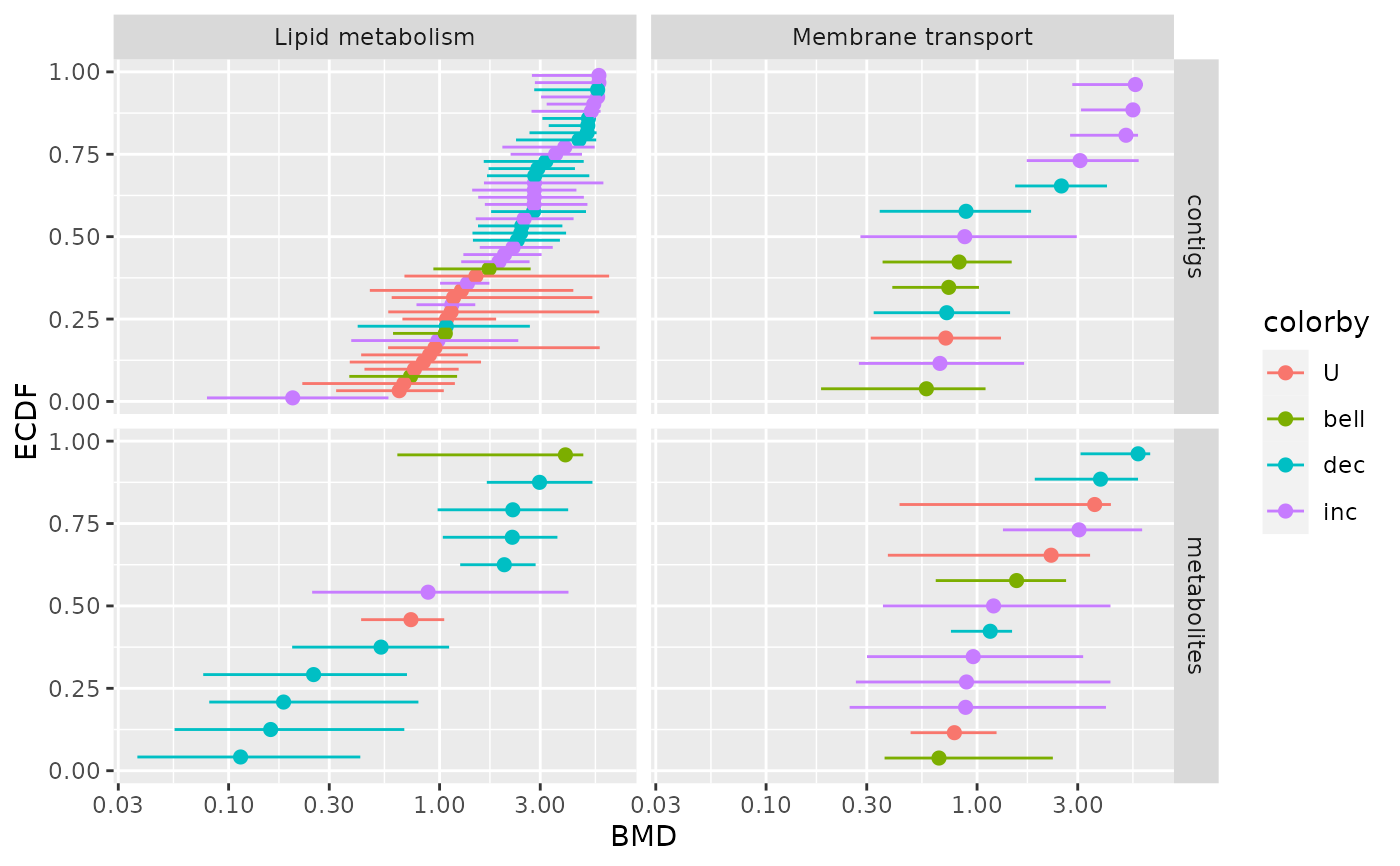 Lipid metabolism
Membrane transport
1.00
0.75
0.50
0.25
0.00
contigs
1.00
0.75
0.50
0.25
0.00
metabolites
ECDF
0.03 0.10 0.30 1.00 3.00
0.03 0.10 0.30 1.00 3.00
BMD
colorby
U
bell
dec
inc